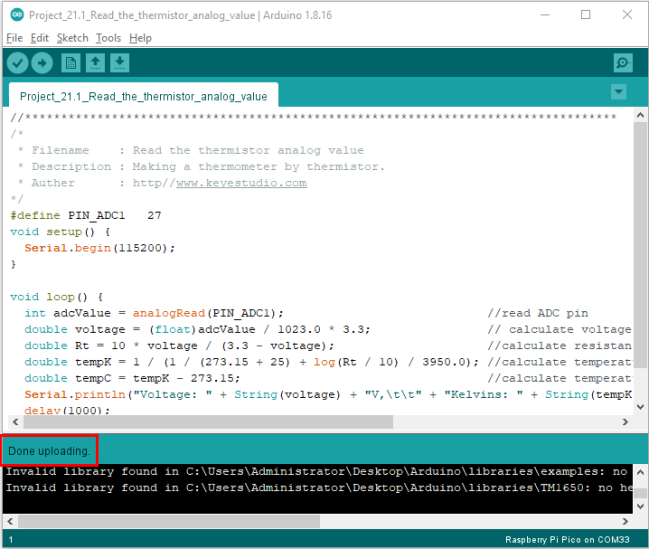 Project_21.1_Read_the_thermistor_analog_value | Arduino 1.8.16
File Edit Sketch Tools Help
Project_21.1_Read_the_thermistor_analog_value
//**********************************************************************************
/*
 * Filename    : Read the thermistor analog value
 * Description : Making a thermometer by thermistor.
 * Auther      : http//www.keyestudio.com
*/
#define PIN_ADC1   27
void setup() {
  Serial.begin(115200);
}
void loop() {
  int adcValue = analogRead(PIN_ADC1);                            //read ADC pin
  double voltage = (float)adcValue / 1023.0 * 3.3;                // calculate voltage
  double Rt = 10 * voltage / (3.3 - voltage);                     //calculate resistan
  double tempK = 1 / (1 / (273.15 + 25) + log(Rt / 10) / 3950.0); //calculate temperat
  double tempC = tempK - 273.15;                                  //calculate temperat
  Serial.println("Voltage: " + String(voltage) + "V,\t\t" + "Kelvins: " + String(tempK
  delay(1000);
Done uploading.
Invalid library found in C:\Users\Administrator\Desktop\Arduino\libraries\examples: no
Invalid library found in C:\Users\Administrator\Desktop\Arduino\libraries\TM1650: no he
1
Raspberry Pi Pico on COM33